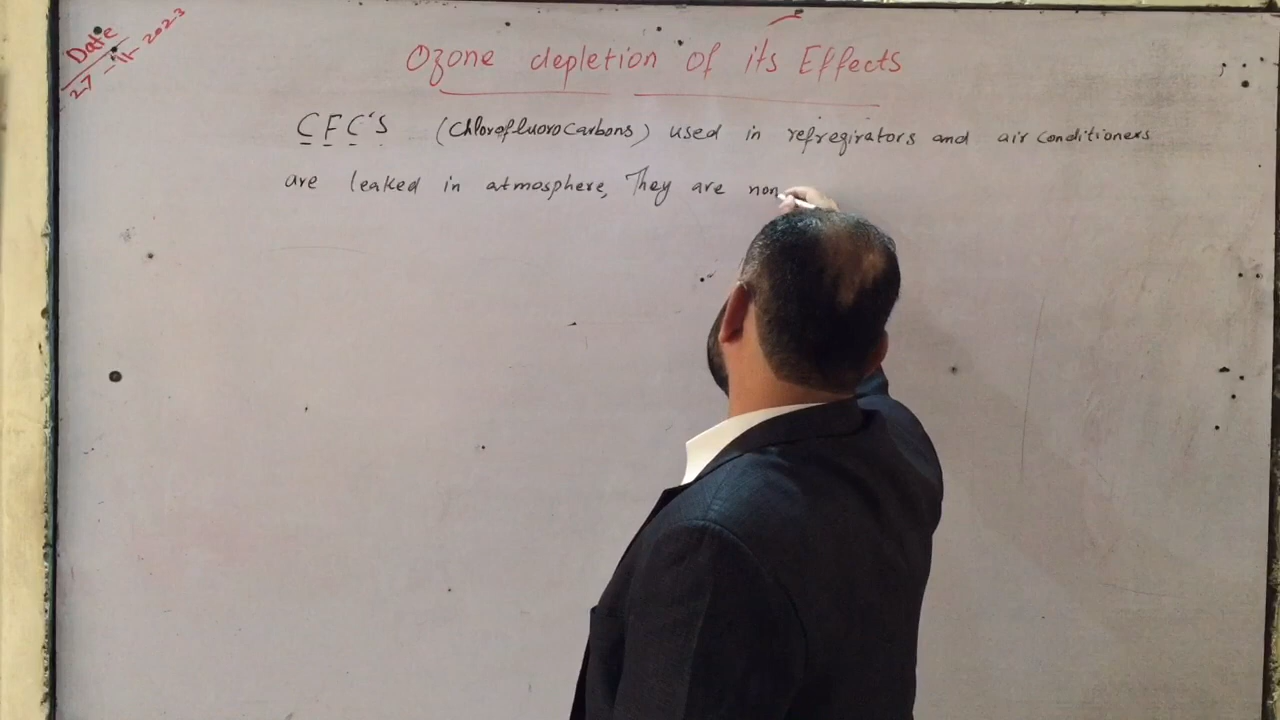 Date
27-11-2023
Ozone depletion of its Effects
CFC'S (Chlorofluorocarbons) used in refregirators and air conditioners
are leaked in atmosphere, They are non